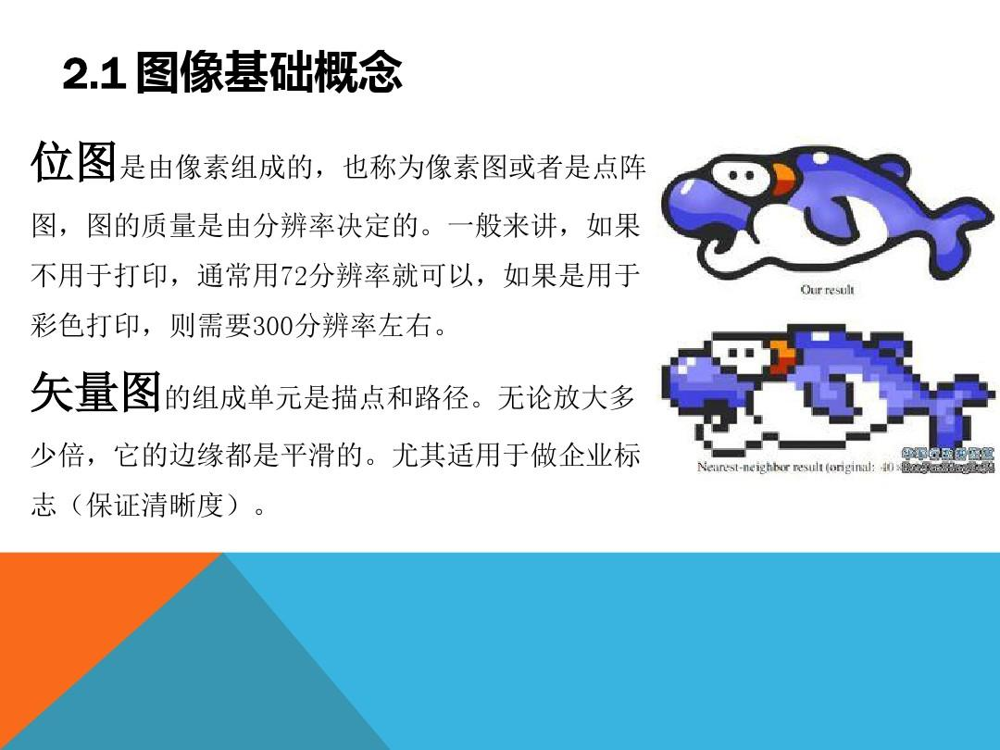 2.1 图像基础概念
位图是由像素组成的，也称为像素图或者是点阵
图，图的质量是由分辨率决定的。一般来讲，如果
不用于打印，通常用72分辨率就可以，如果是用于
彩色打印，则需要300分辨率左右。
矢量图的组成单元是描点和路径。无论放大多
少倍，它的边缘都是平滑的。尤其适用于做企业标
志（保证清晰度）。
Our result
Nearest-neighbor result (original: 40